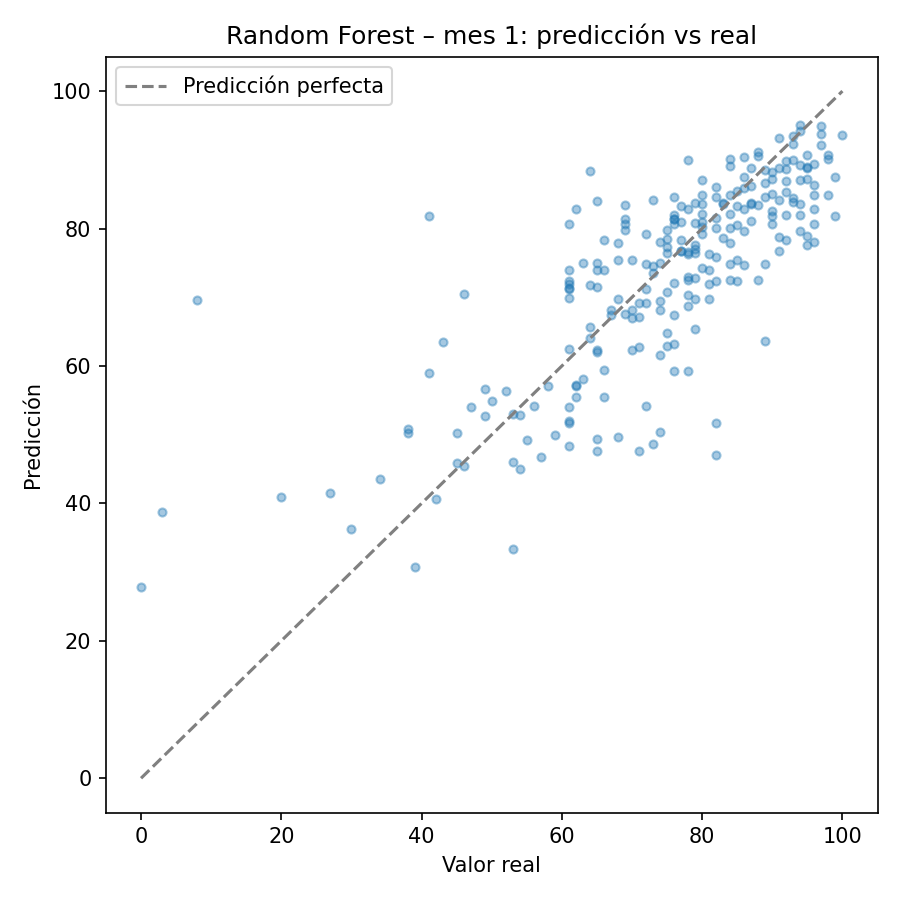 Random Forest – mes 1: predicción vs real
Predicción perfecta
100
80
60
40
20
0
Predicción
0 20 40 60 80 100
Valor real